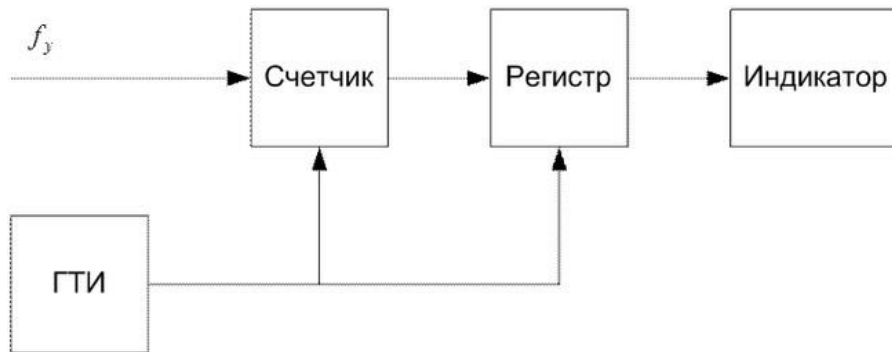 f_y
Счетчик
Регистр
Индикатор
ГТИ